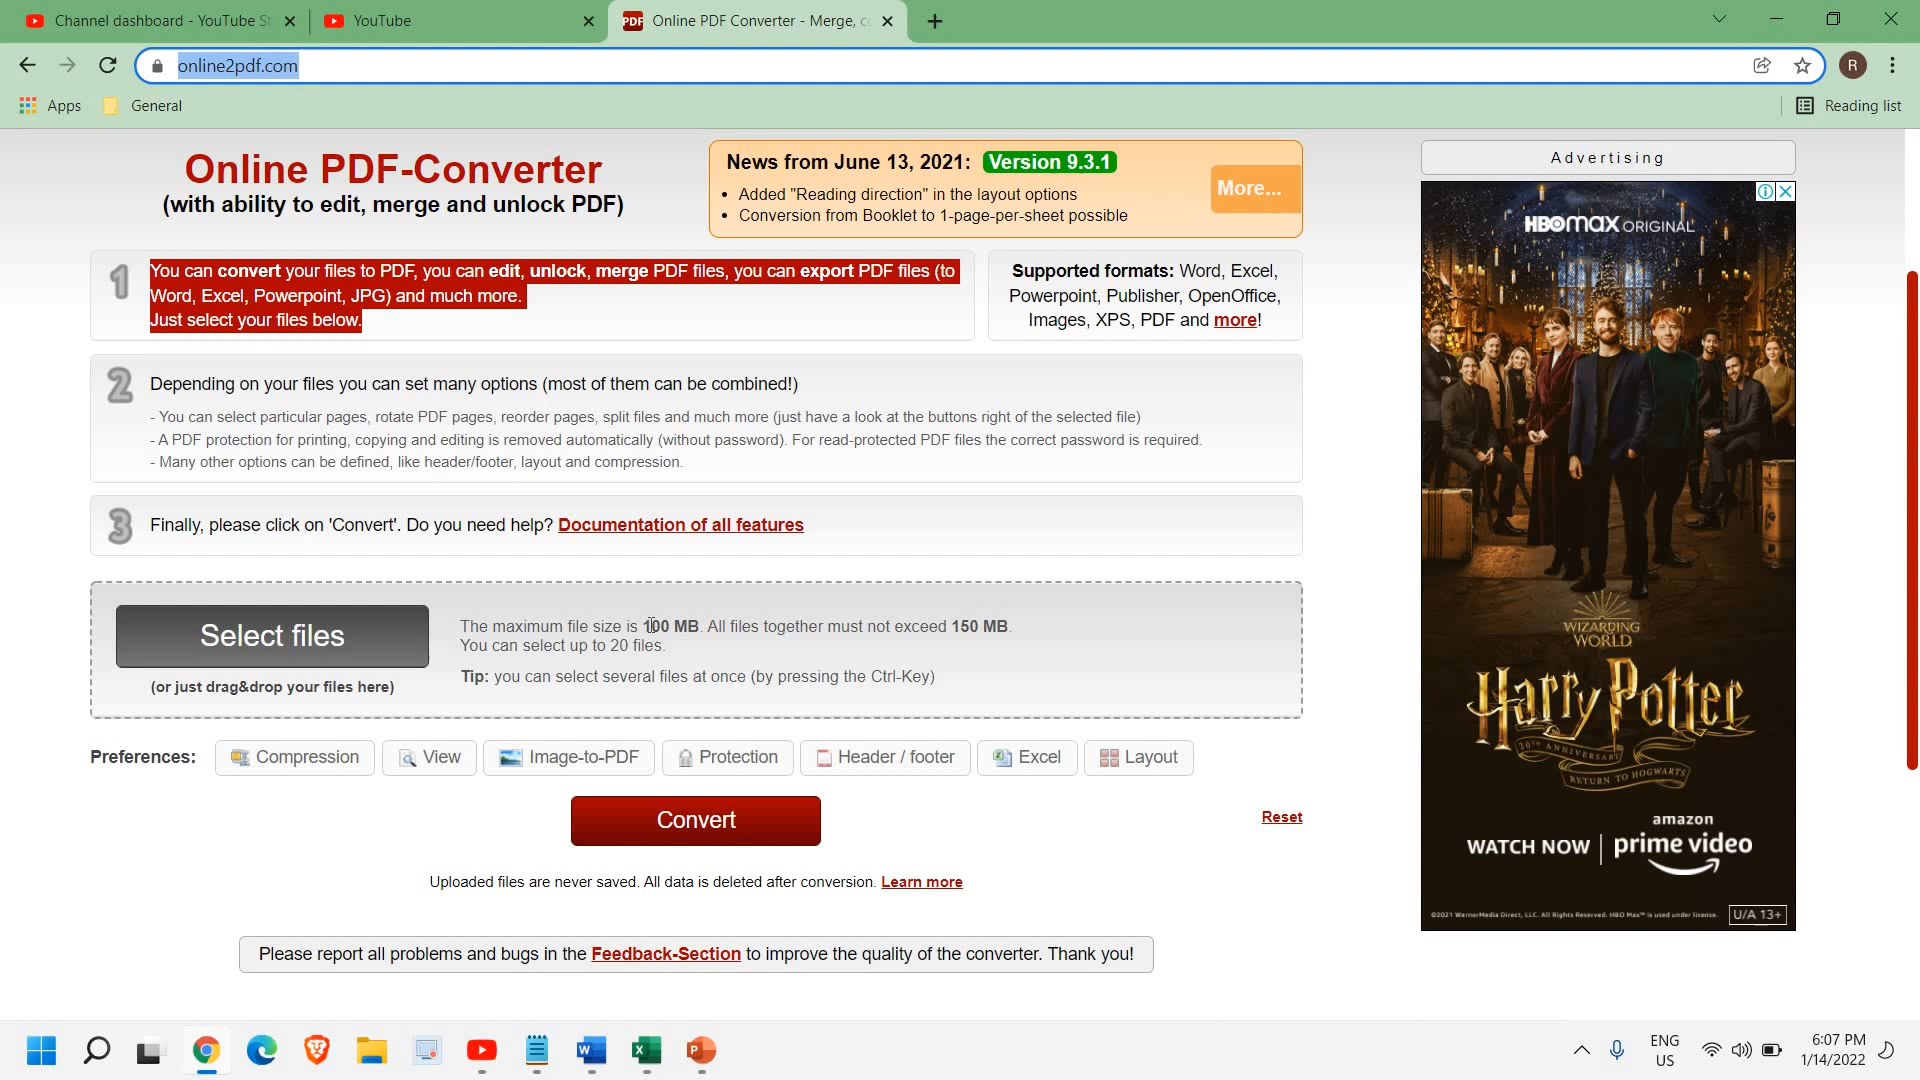 Channel dashboard - YouTube St
YouTube
PDF
Online PDF Converter - Merge, co
online2pdf.com
R
Apps
General
Reading list
Online PDF-Converter
(with ability to edit, merge and unlock PDF)
News from June 13, 2021: Version 9.3.1
• Added "Reading direction" in the layout options
• Conversion from Booklet to 1-page-per-sheet possible
More...
Advertising
1
You can convert your files to PDF, you can edit, unlock, merge PDF files, you can export PDF files (to
Word, Excel, Powerpoint, JPG) and much more.
Just select your files below.
Supported formats: Word, Excel,
Powerpoint, Publisher, OpenOffice,
Images, XPS, PDF and more!
2
Depending on your files you can set many options (most of them can be combined!)
- You can select particular pages, rotate PDF pages, reorder pages, split files and much more (just have a look at the buttons right of the selected file)
- A PDF protection for printing, copying and editing is removed automatically (without password). For read-protected PDF files the correct password is required.
- Many other options can be defined, like header/footer, layout and compression.
3
Finally, please click on 'Convert'. Do you need help? Documentation of all features
Select files
(or just drag&drop your files here)
The maximum file size is 100 MB. All files together must not exceed 150 MB.
You can select up to 20 files.
Tip: you can select several files at once (by pressing the Ctrl-Key)
Preferences:
Compression
View
Image-to-PDF
Protection
Header / footer
Excel
Layout
Convert
Reset
Uploaded files are never saved. All data is deleted after conversion. Learn more
Please report all problems and bugs in the Feedback-Section to improve the quality of the converter. Thank you!
HBOmax ORIGINAL
WIZARDING
WORLD
Harry Potter
20TH ANNIVERSARY
RETURN TO HOGWARTS
WATCH NOW
amazon
prime video
©2021 WarnerMedia Direct, LLC. All Rights Reserved. HBO Max™ is used under license.
U/A 13+
ENG
US
6:07 PM
1/14/2022